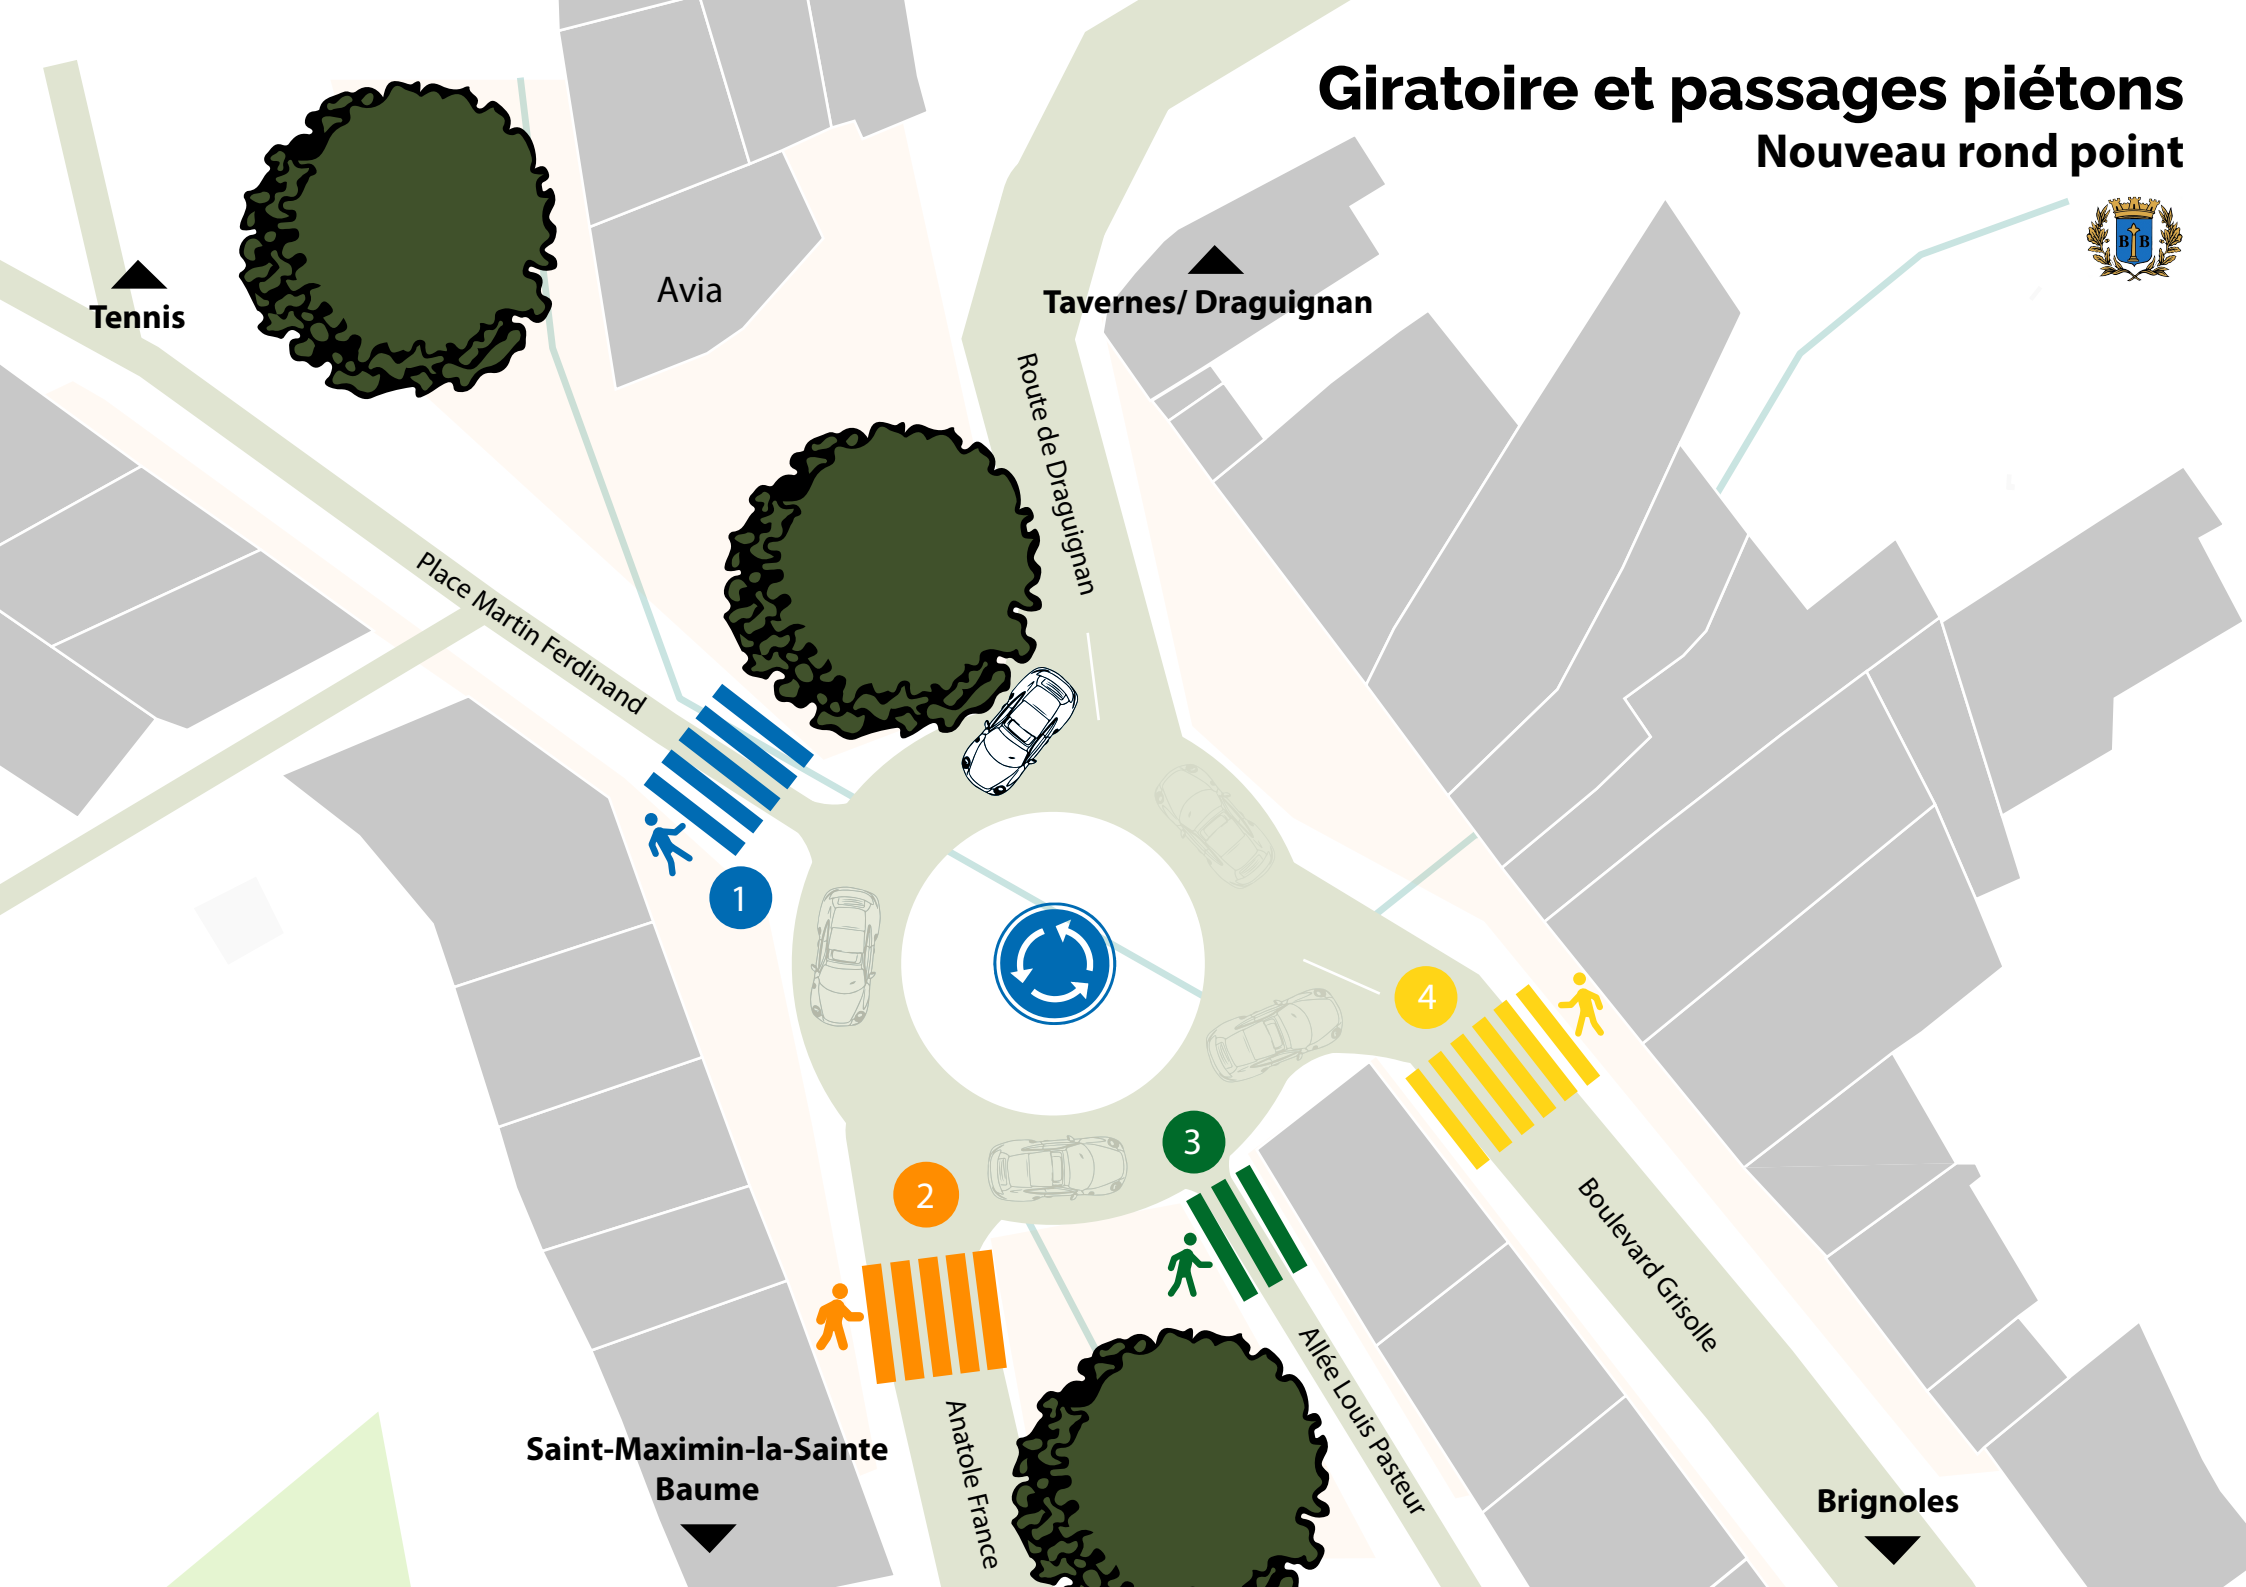 Giratoire et passages piétons
Nouveau rond point
B B
Avia
Tennis
Tavernes/ Draguignan
Route de Draguignan
Place Martin Ferdinand
1
4
3
2
Boulevard Grisolle
Allée Louis Pasteur
Anatole France
Saint-Maximin-la-Sainte
Baume
Brignoles